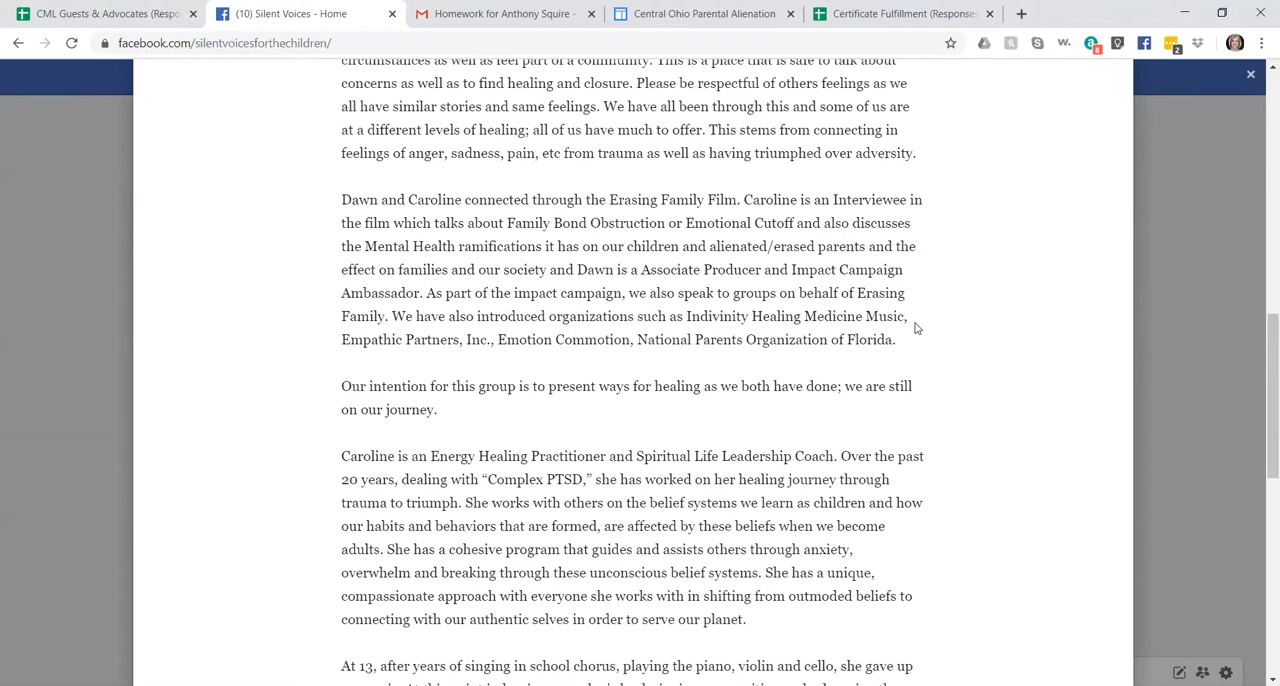 CML Guests & Advocates (Respo
(10) Silent Voices - Home
Homework for Anthony Squire -
Central Ohio Parental Alienation
Certificate Fulfillment (Responses
facebook.com/silentvoicesforthechildren/
circumstances as well as feel part of a community. This is a place that is safe to talk about
concerns as well as to find healing and closure. Please be respectful of others feelings as we
all have similar stories and same feelings. We have all been through this and some of us are
at a different levels of healing; all of us have much to offer. This stems from connecting in
feelings of anger, sadness, pain, etc from trauma as well as having triumphed over adversity.
Dawn and Caroline connected through the Erasing Family Film. Caroline is an Interviewee in
the film which talks about Family Bond Obstruction or Emotional Cutoff and also discusses
the Mental Health ramifications it has on our children and alienated/erased parents and the
effect on families and our society and Dawn is a Associate Producer and Impact Campaign
Ambassador. As part of the impact campaign, we also speak to groups on behalf of Erasing
Family. We have also introduced organizations such as Indivinity Healing Medicine Music,
Empathic Partners, Inc., Emotion Commotion, National Parents Organization of Florida.
Our intention for this group is to present ways for healing as we both have done; we are still
on our journey.
Caroline is an Energy Healing Practitioner and Spiritual Life Leadership Coach. Over the past
20 years, dealing with “Complex PTSD,” she has worked on her healing journey through
trauma to triumph. She works with others on the belief systems we learn as children and how
our habits and behaviors that are formed, are affected by these beliefs when we become
adults. She has a cohesive program that guides and assists others through anxiety,
overwhelm and breaking through these unconscious belief systems. She has a unique,
compassionate approach with everyone she works with in shifting from outmoded beliefs to
connecting with our authentic selves in order to serve our planet.
At 13, after years of singing in school chorus, playing the piano, violin and cello, she gave up